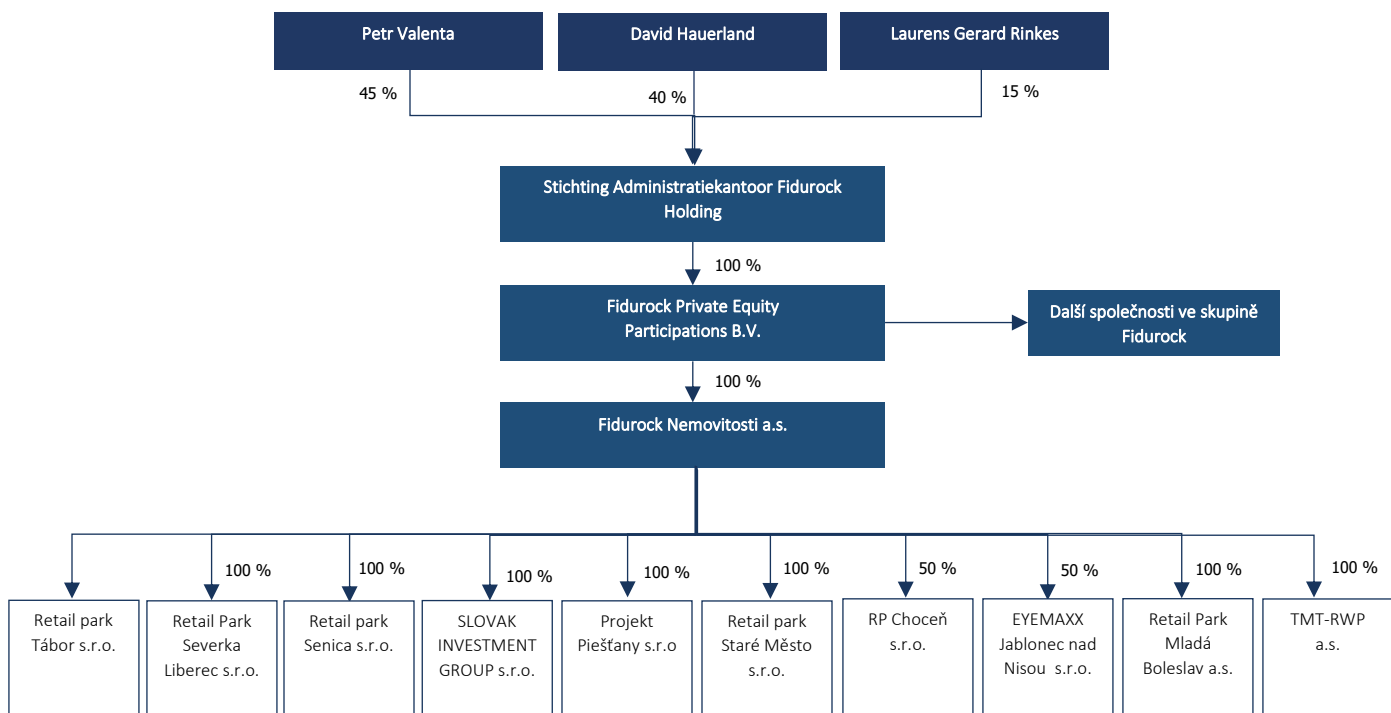 Petr Valenta
David Hauerland
Laurens Gerard Rinkes
45 %
40 %
15 %
Stichting Administratiekantoor Fidurock
Holding
100 %
Fidurock Private Equity
Participations B.V.
Další společnosti ve skupině
Fidurock
100 %
Fidurock Nemovitosti a.s.
100 %
100 %
100 %
100 %
100 %
50 %
50 %
100 %
100 %
Retail park
Tábor s.r.o.
Retail Park
Severka
Liberec s.r.o.
Retail park
Senica s.r.o.
SLOVAK
INVESTMENT
GROUP s.r.o.
Projekt
Piešťany s.r.o
Retail park
Staré Město
s.r.o.
RP Choceň
s.r.o.
EYEMAXX
Jablonec nad
Nisou s.r.o.
Retail Park
Mladá
Boleslav a.s.
TMT-RWP
a.s.